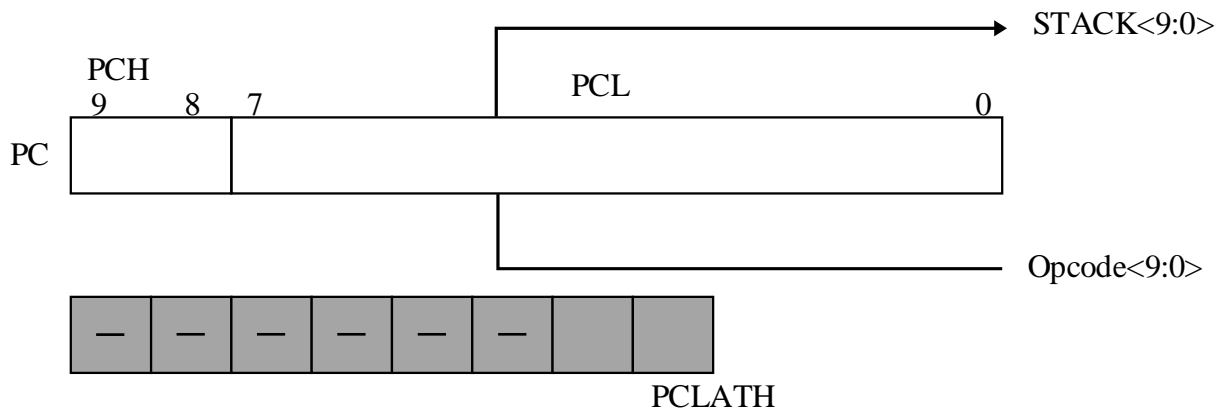 STACK<9:0>
PCH
PCL
9 8 7 0
PC
Opcode<9:0>
— — — — — —
PCLATH